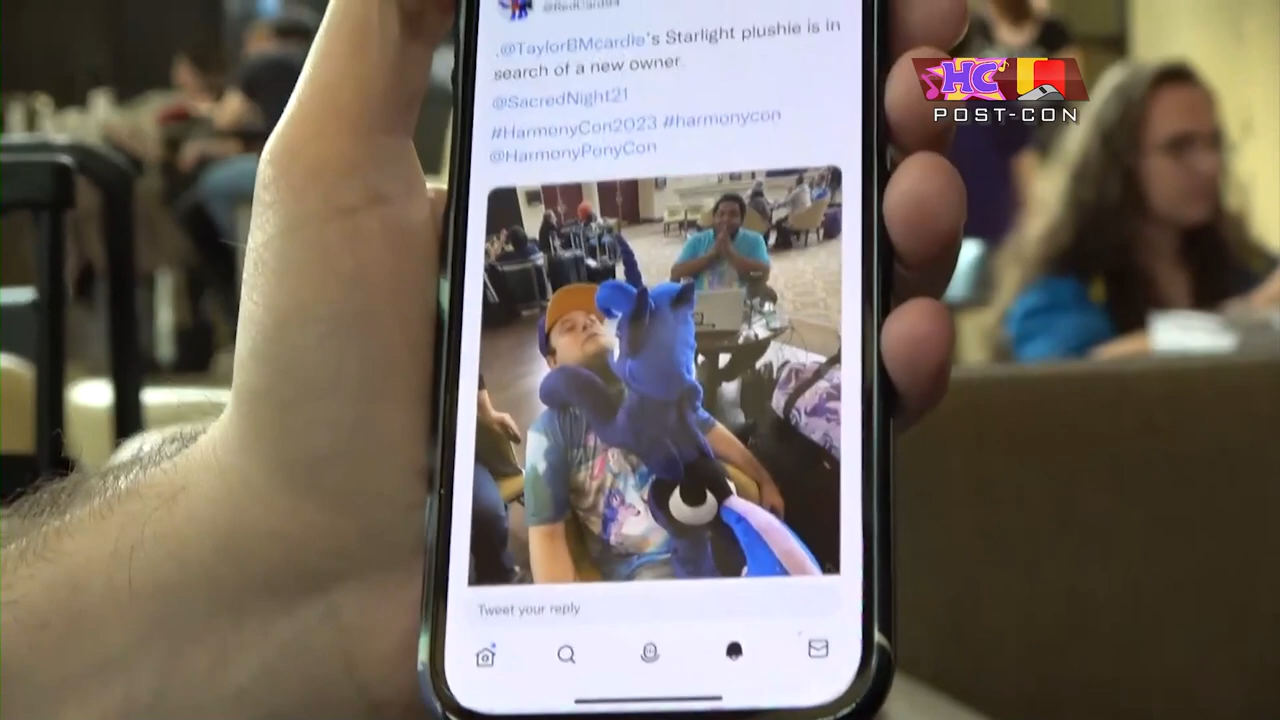 HC
POST-CON
@RedCard94
.@TaylorBMcardle's Starlight plushie is in
search of a new owner
@SacredNight21
#HarmonyCon2023 #harmonycon
@HarmonyPonyCon
Tweet your reply